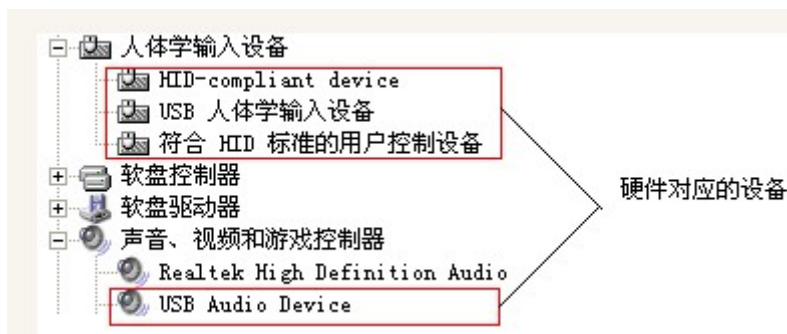 人体学输入设备
HID-compliant device
USB 人体学输入设备
符合 HID 标准的用户控制设备
软盘控制器
软盘驱动器
声音、视频和游戏控制器
Realtek High Definition Audio
USB Audio Device
硬件对应的设备